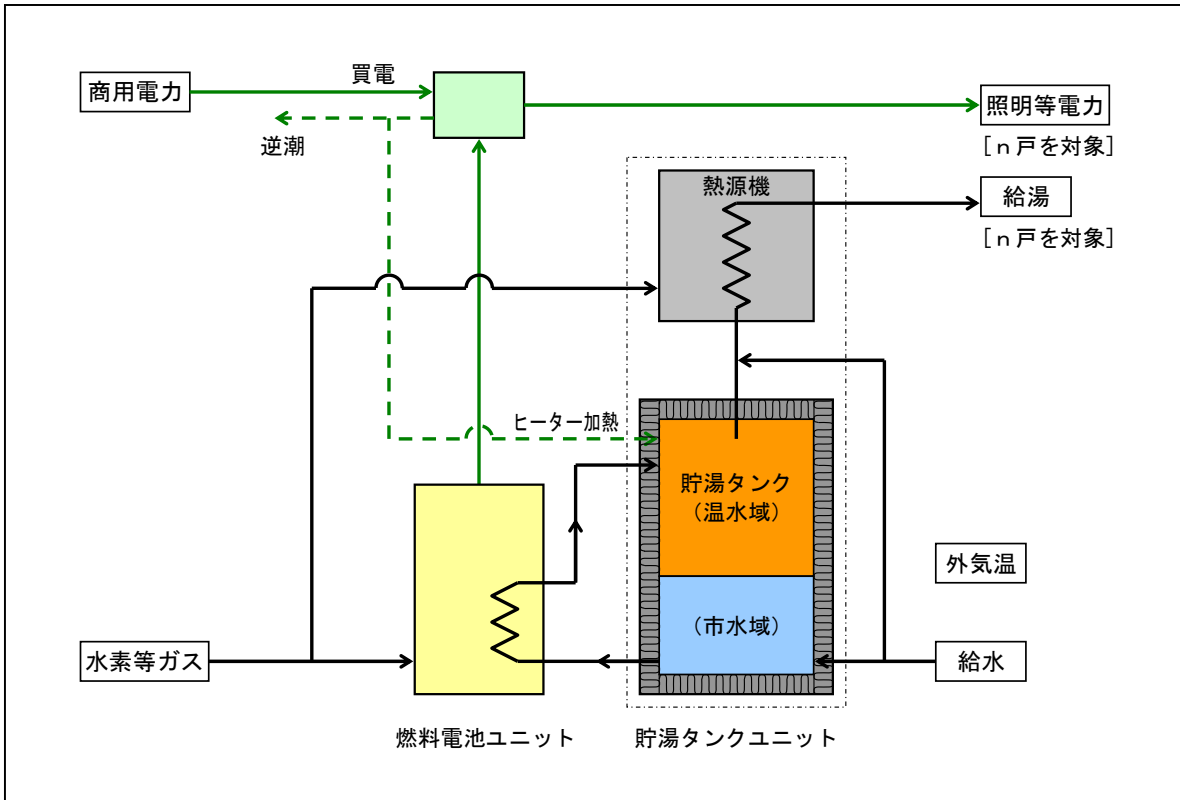 商用電力
買電
逆潮
照明等電力
[n戸を対象]
熱源機
給湯
[n戸を対象]
ヒーター加熱
貯湯タンク
(温水域)
外気温
(市水域)
水素等ガス
給水
燃料電池ユニット
貯湯タンクユニット